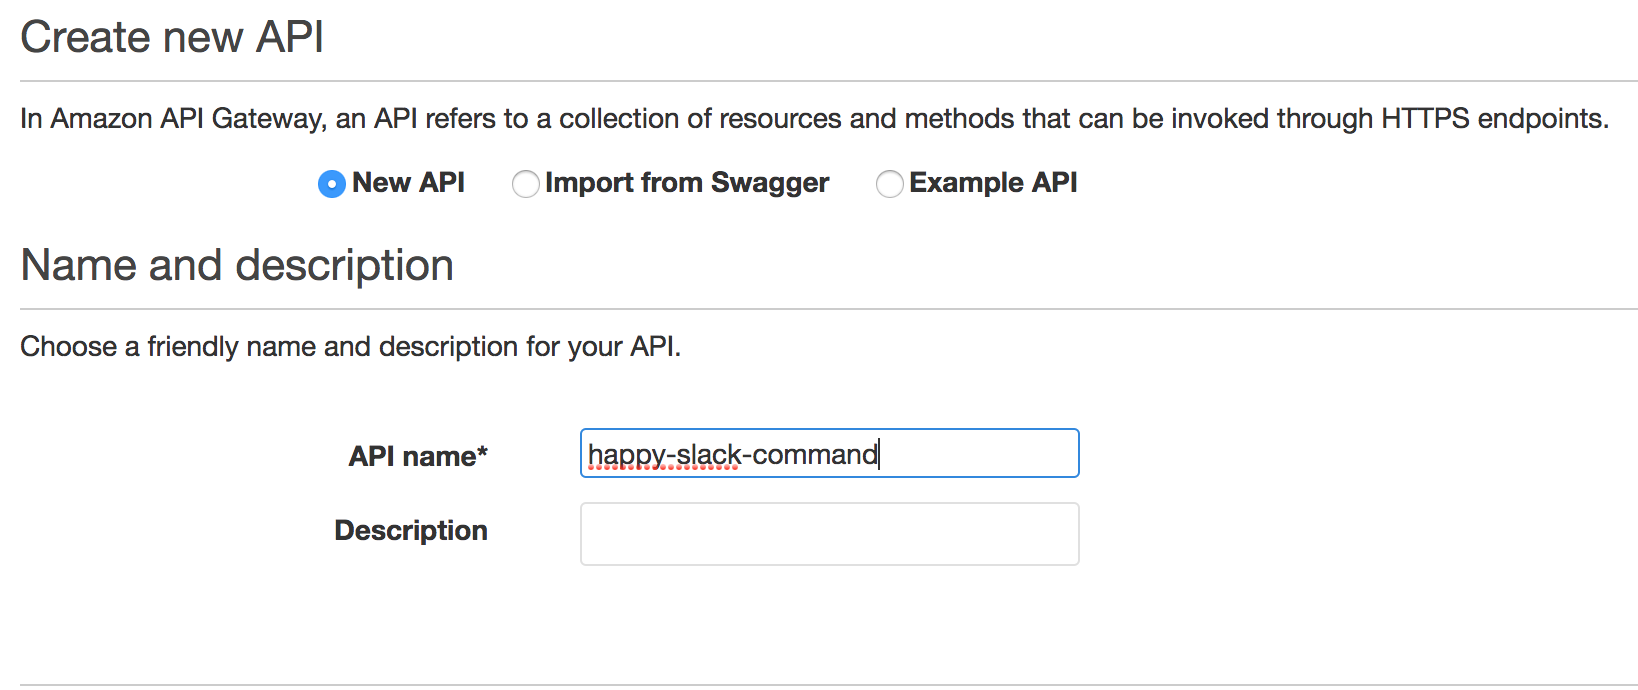 Create new API
In Amazon API Gateway, an API refers to a collection of resources and methods that can be invoked through HTTPS endpoints.
New API Import from Swagger Example API
Name and description
Choose a friendly name and description for your API.
API name* happy-slack-command
Description